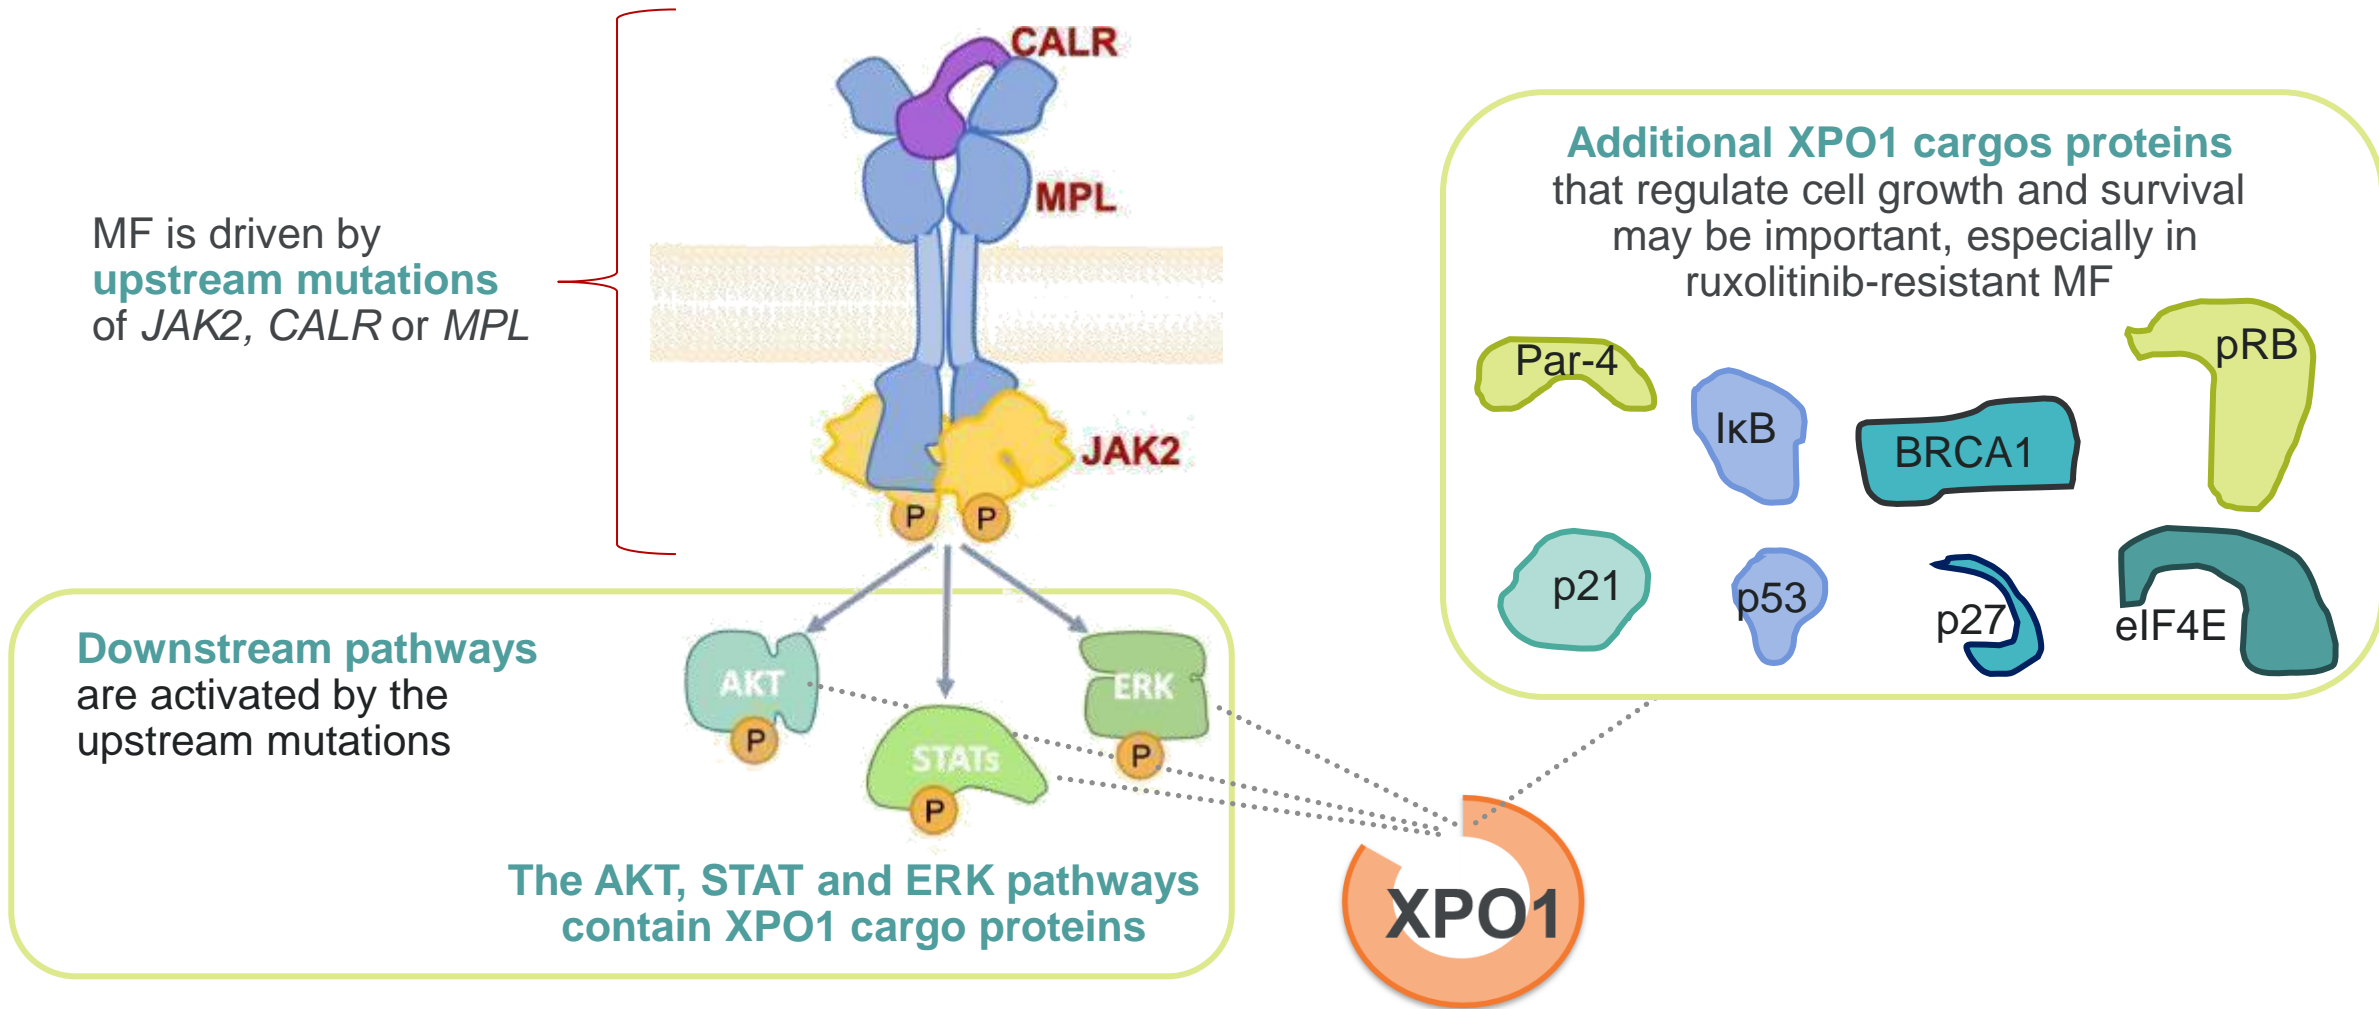 MF is driven by
upstream mutations
of JAK2, CALR or MPL
CALR
MPL
JAK2
P
P
Downstream pathways
are activated by the
upstream mutations
AKT
P
STATs
P
ERK
P
The AKT, STAT and ERK pathways
contain XPO1 cargo proteins
Additional XPO1 cargos proteins
that regulate cell growth and survival
may be important, especially in
ruxolitinib-resistant MF
Par-4
IκB
BRCA1
pRB
p21
p53
p27
eIF4E
XPO1